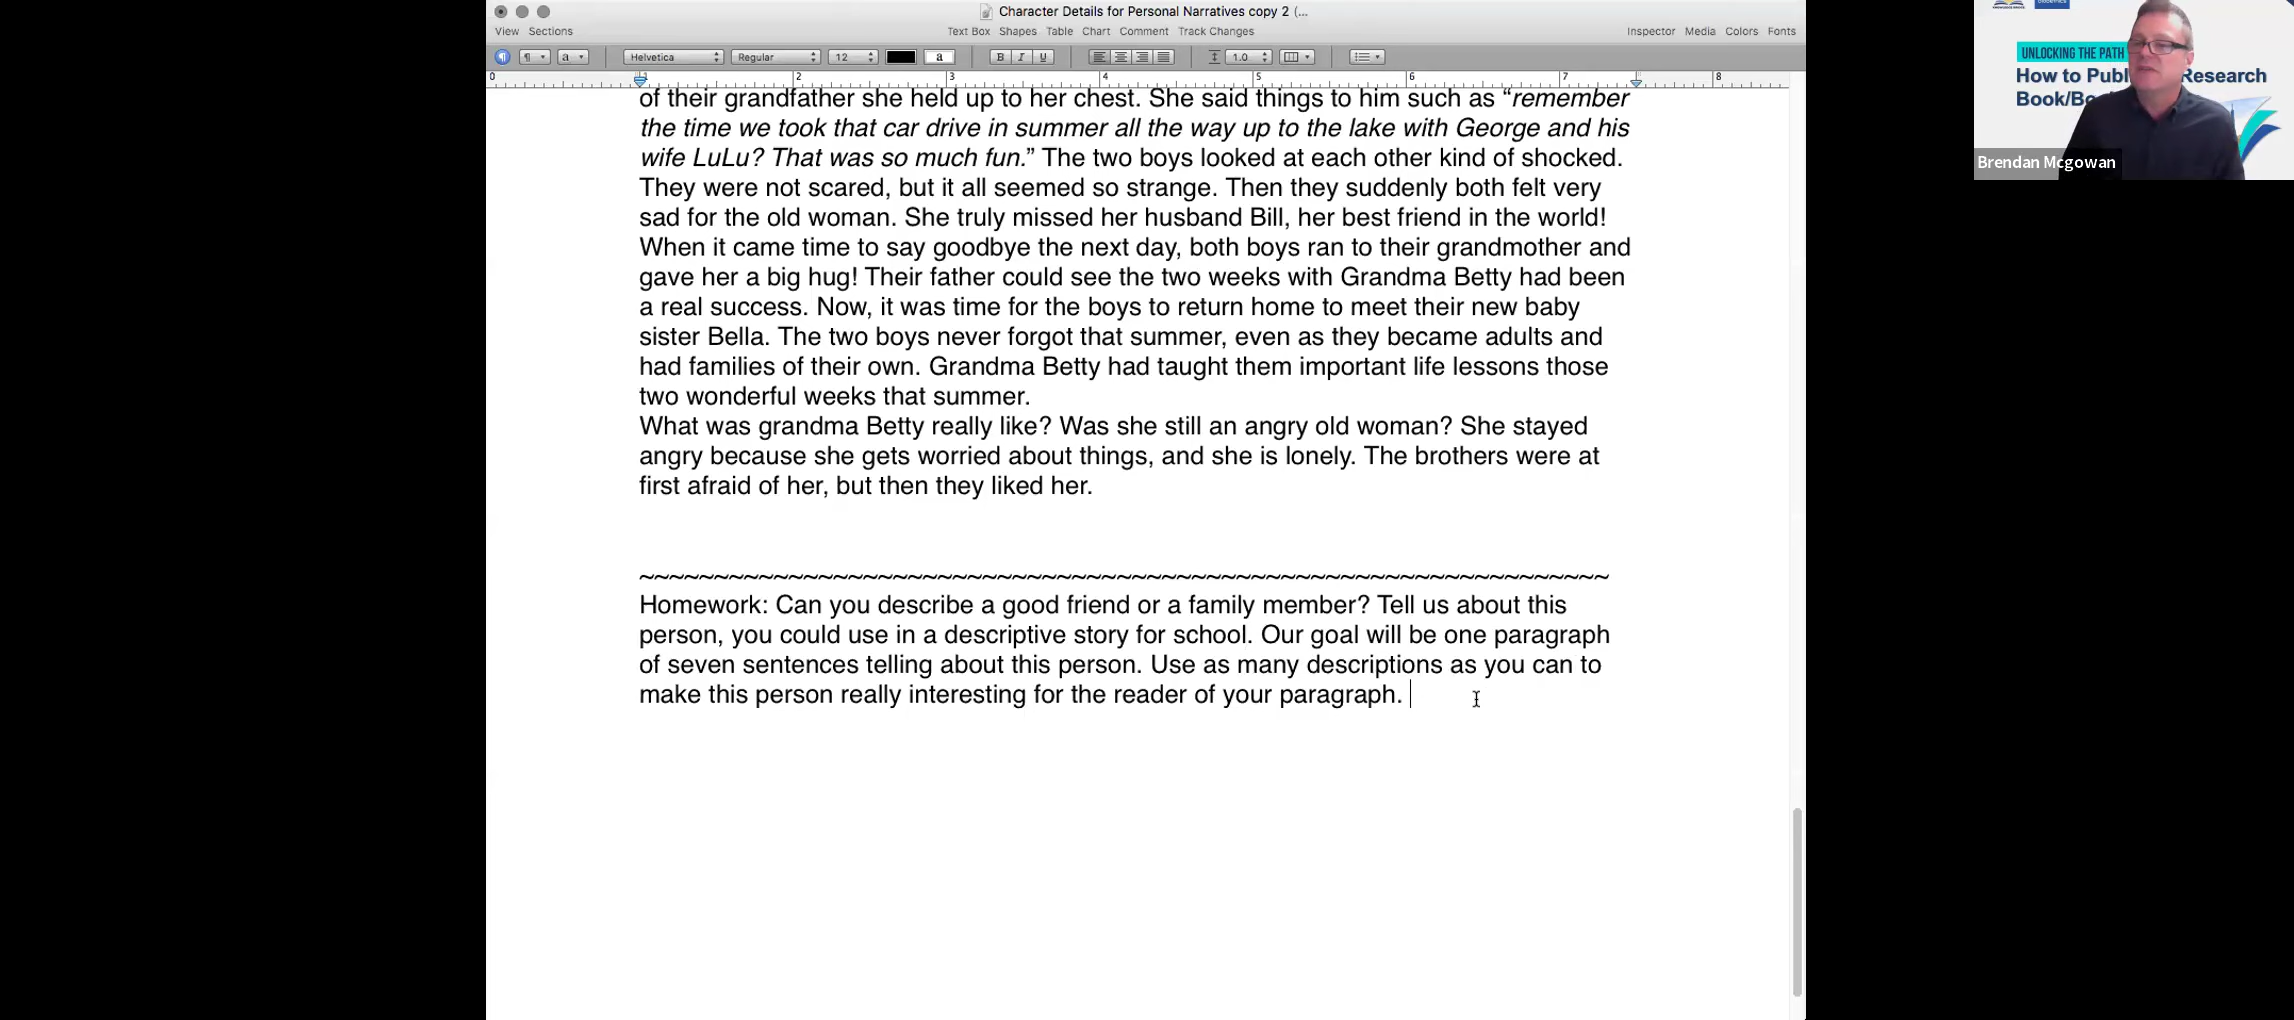 Character Details for Personal Narratives copy 2 (...
View Sections Text Box Shapes Table Chart Comment Track Changes Inspector Media Colors Fonts
a Helvetica Regular 12 a B I U 1.0
0 1 2 3 4 5 6 7 8
of their grandfather she held up to her chest. She said things to him such as “remember
the time we took that car drive in summer all the way up to the lake with George and his
wife LuLu? That was so much fun.” The two boys looked at each other kind of shocked.
They were not scared, but it all seemed so strange. Then they suddenly both felt very
sad for the old woman. She truly missed her husband Bill, her best friend in the world!
When it came time to say goodbye the next day, both boys ran to their grandmother and
gave her a big hug! Their father could see the two weeks with Grandma Betty had been
a real success. Now, it was time for the boys to return home to meet their new baby
sister Bella. The two boys never forgot that summer, even as they became adults and
had families of their own. Grandma Betty had taught them important life lessons those
two wonderful weeks that summer.
What was grandma Betty really like? Was she still an angry old woman? She stayed
angry because she gets worried about things, and she is lonely. The brothers were at
first afraid of her, but then they liked her.
~~~~~~~~~~~~~~~~~~~~~~~~~~~~~~~~~~~~~~~~~~~~~~~~~~~~~~~~~~~~~~~~~
Homework: Can you describe a good friend or a family member? Tell us about this
person, you could use in a descriptive story for school. Our goal will be one paragraph
of seven sentences telling about this person. Use as many descriptions as you can to
make this person really interesting for the reader of your paragraph.
UNLOCKING THE PATH
How to Publ Research
Book/Bo
Brendan Mcgowan